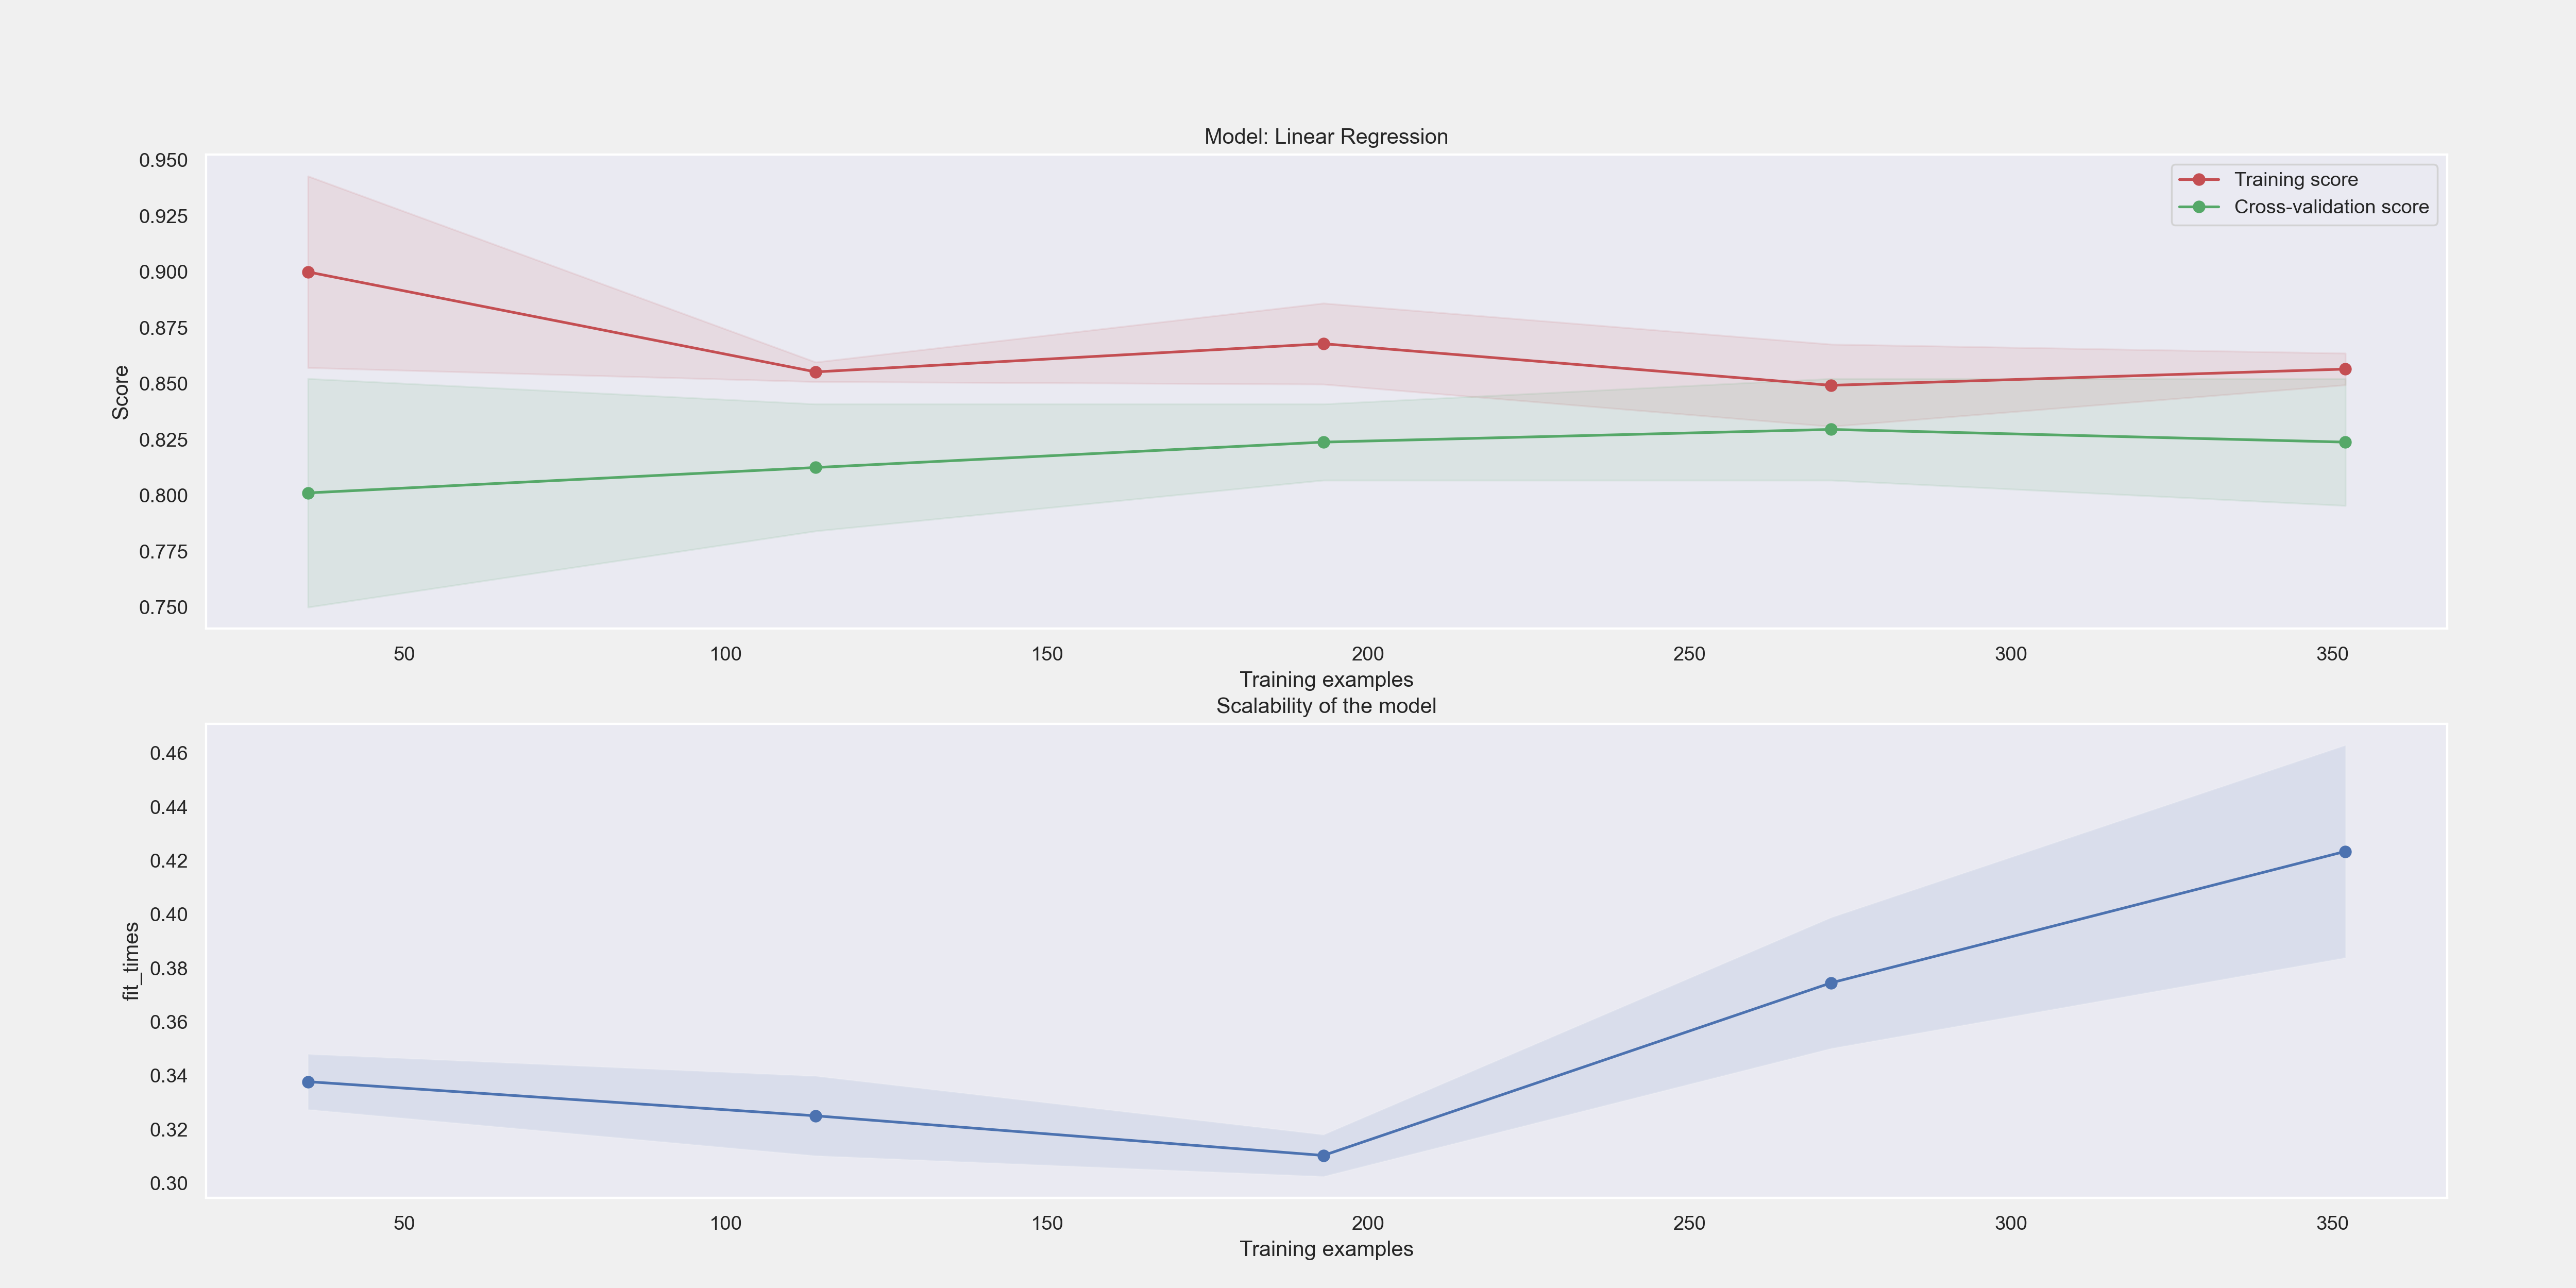 Model: Linear Regression
0.950
0.925
0.900
0.875
0.850
0.825
0.800
0.775
0.750
Score
Training score
Cross-validation score
50 100 150 200 250 300 350
Training examples
Scalability of the model
0.46
0.44
0.42
0.40
0.38
0.36
0.34
0.32
0.30
fit_times
50 100 150 200 250 300 350
Training examples